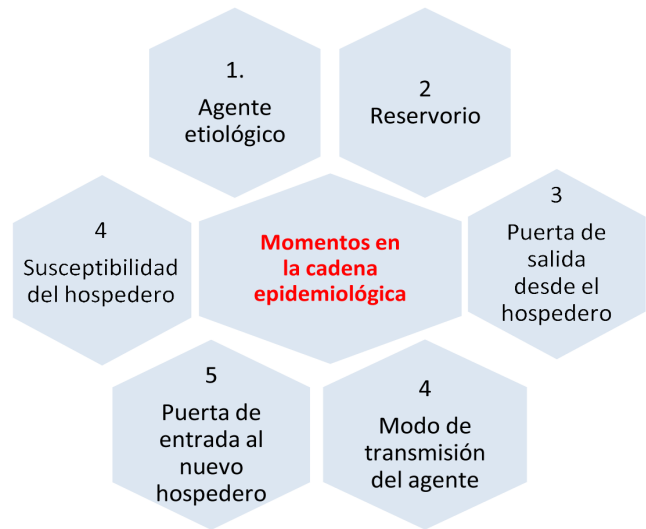 1.
Agente
etiológico
2
Reservorio
3
Puerta de
salida
desde el
hospedero
4
Modo de
transmisión
del agente
5
Puerta de
entrada al
nuevo
hospedero
4
Susceptibilidad
del hospedero
Momentos en
la cadena
epidemiológica